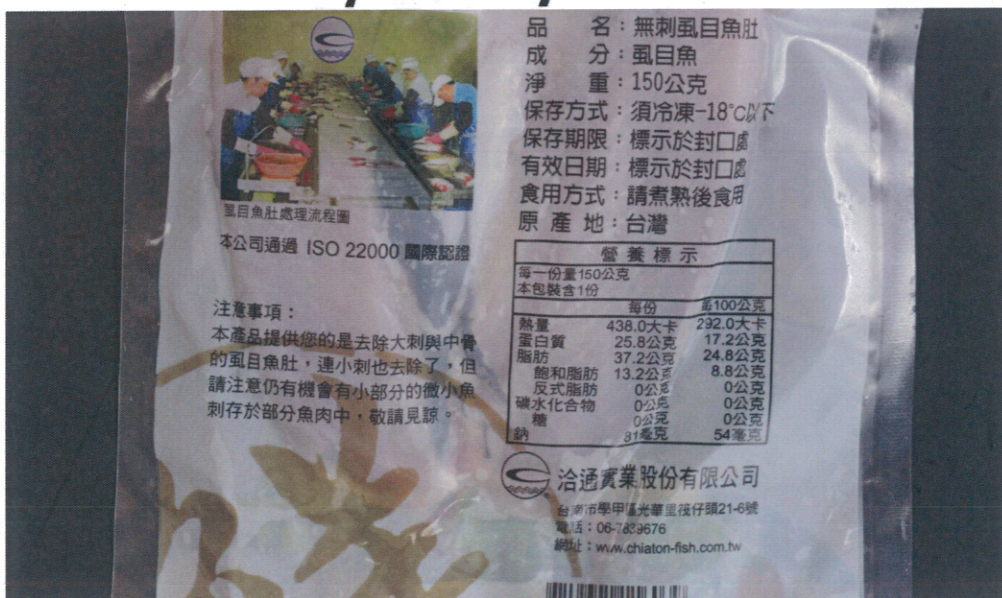 虱目魚肚處理流程圖
本公司通過 ISO 22000 國際認證
注意事項：
本產品提供您的是去除大刺與中骨
的虱目魚肚，連小刺也去除了，但
請注意仍有機會有小部分的微小魚
刺存於部分魚肉中，敬請見諒。
品　　名：無刺虱目魚肚
成　　分：虱目魚
淨　　重：150公克
保存方式：須冷凍-18°C以下
保存期限：標示於封口處
有效日期：標示於封口處
食用方式：請煮熟後食用
原 產 地：台灣
營養標示
每一份量150公克
本包裝含1份
每份 每100公克
熱量 438.0大卡 292.0大卡
蛋白質 25.8公克 17.2公克
脂肪 37.2公克 24.8公克
飽和脂肪 13.2公克 8.8公克
反式脂肪 0公克 0公克
碳水化合物 0公克 0公克
糖 0公克 0公克
鈉 81毫克 54毫克
洽通實業股份有限公司
台南市學甲區光華里筏仔頭21-6號
電話：06-7839676
網址：www.chiaton-fish.com.tw